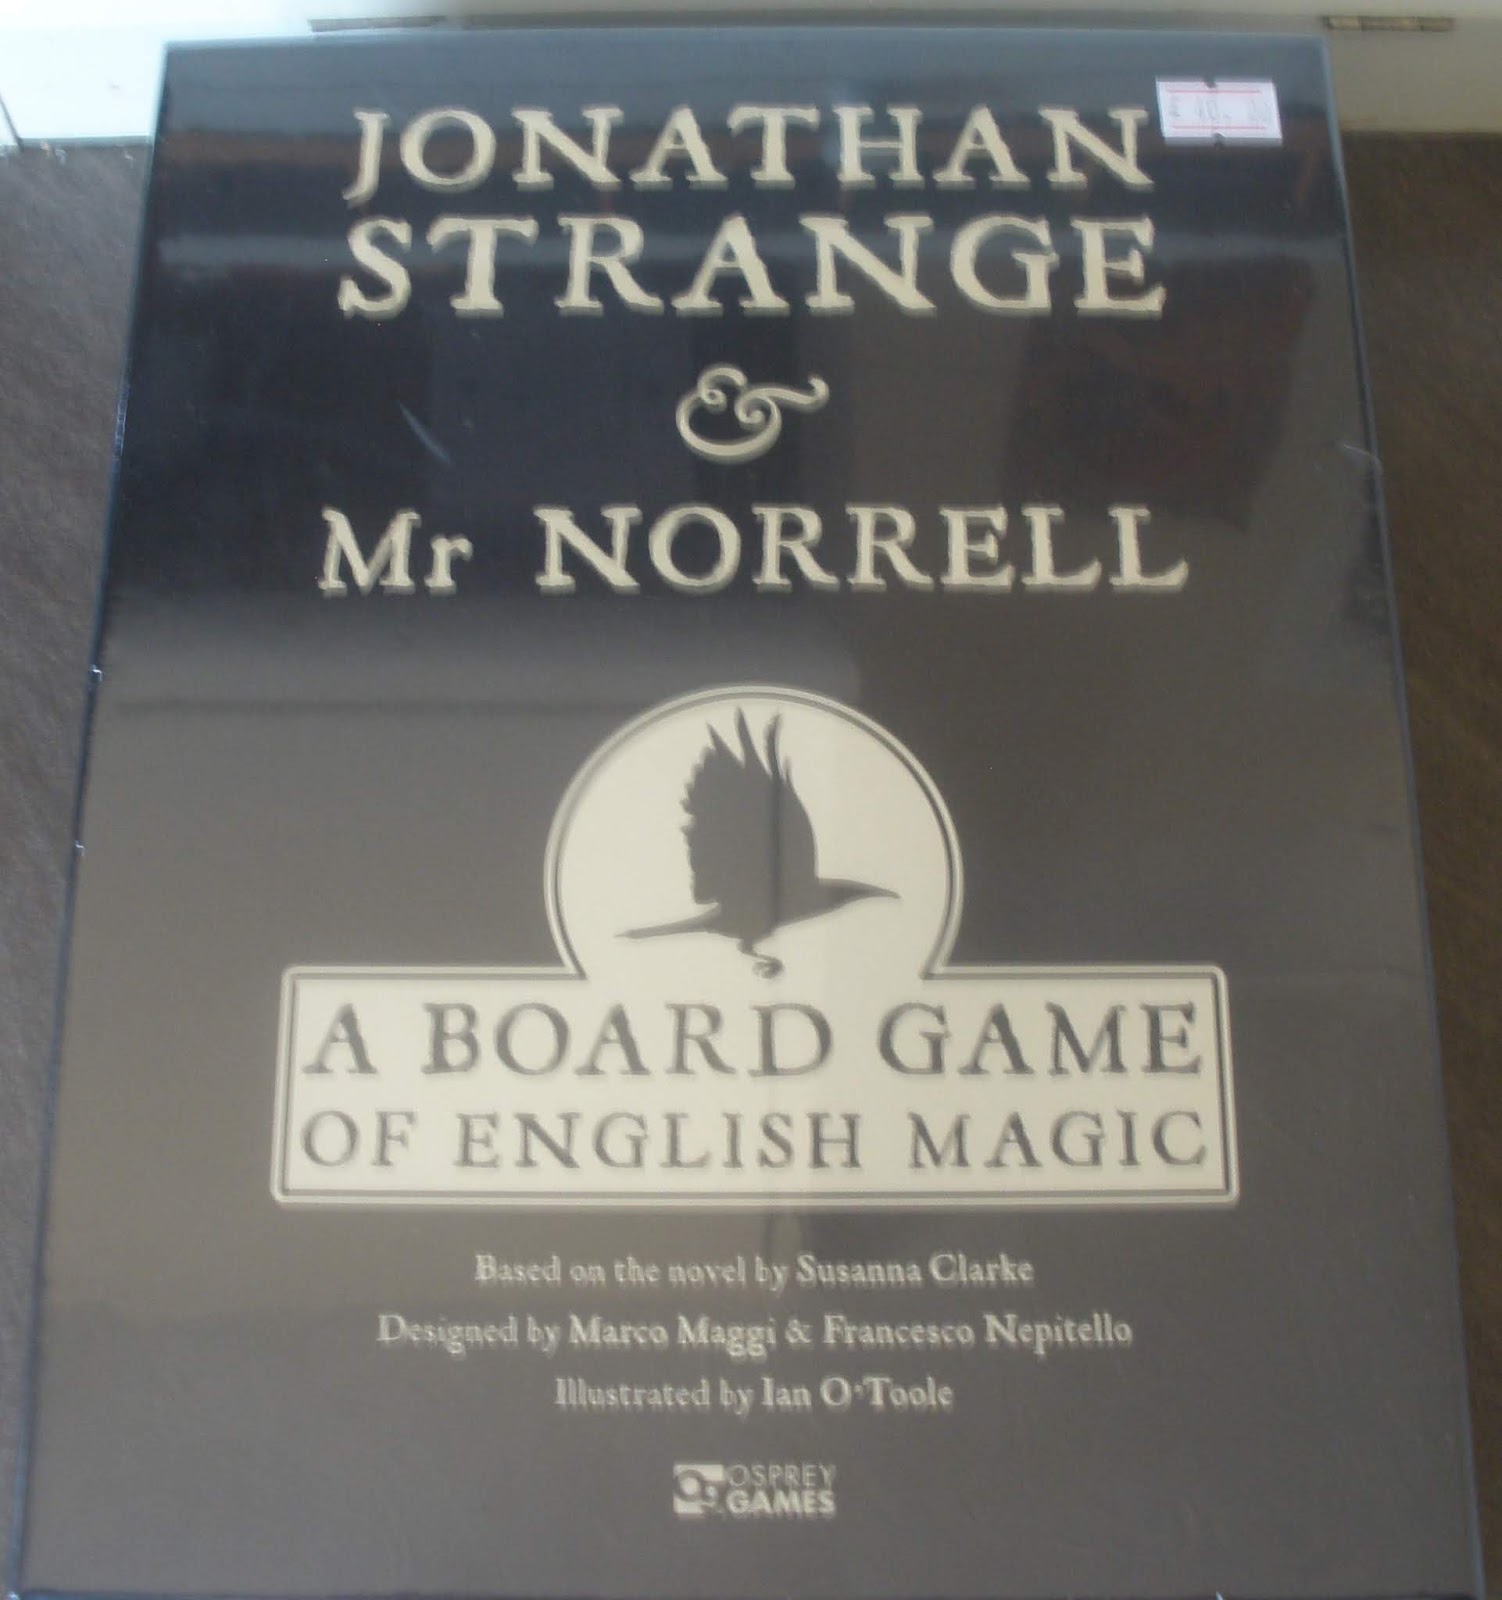 JONATHAN
STRANGE
&
Mr NORRELL
A BOARD GAME
OF ENGLISH MAGIC
Based on the novel by Susanna Clarke
Designed by Marco Maggi & Francesco Nepitello
Illustrated by Ian O'Toole
OSPREY
GAMES